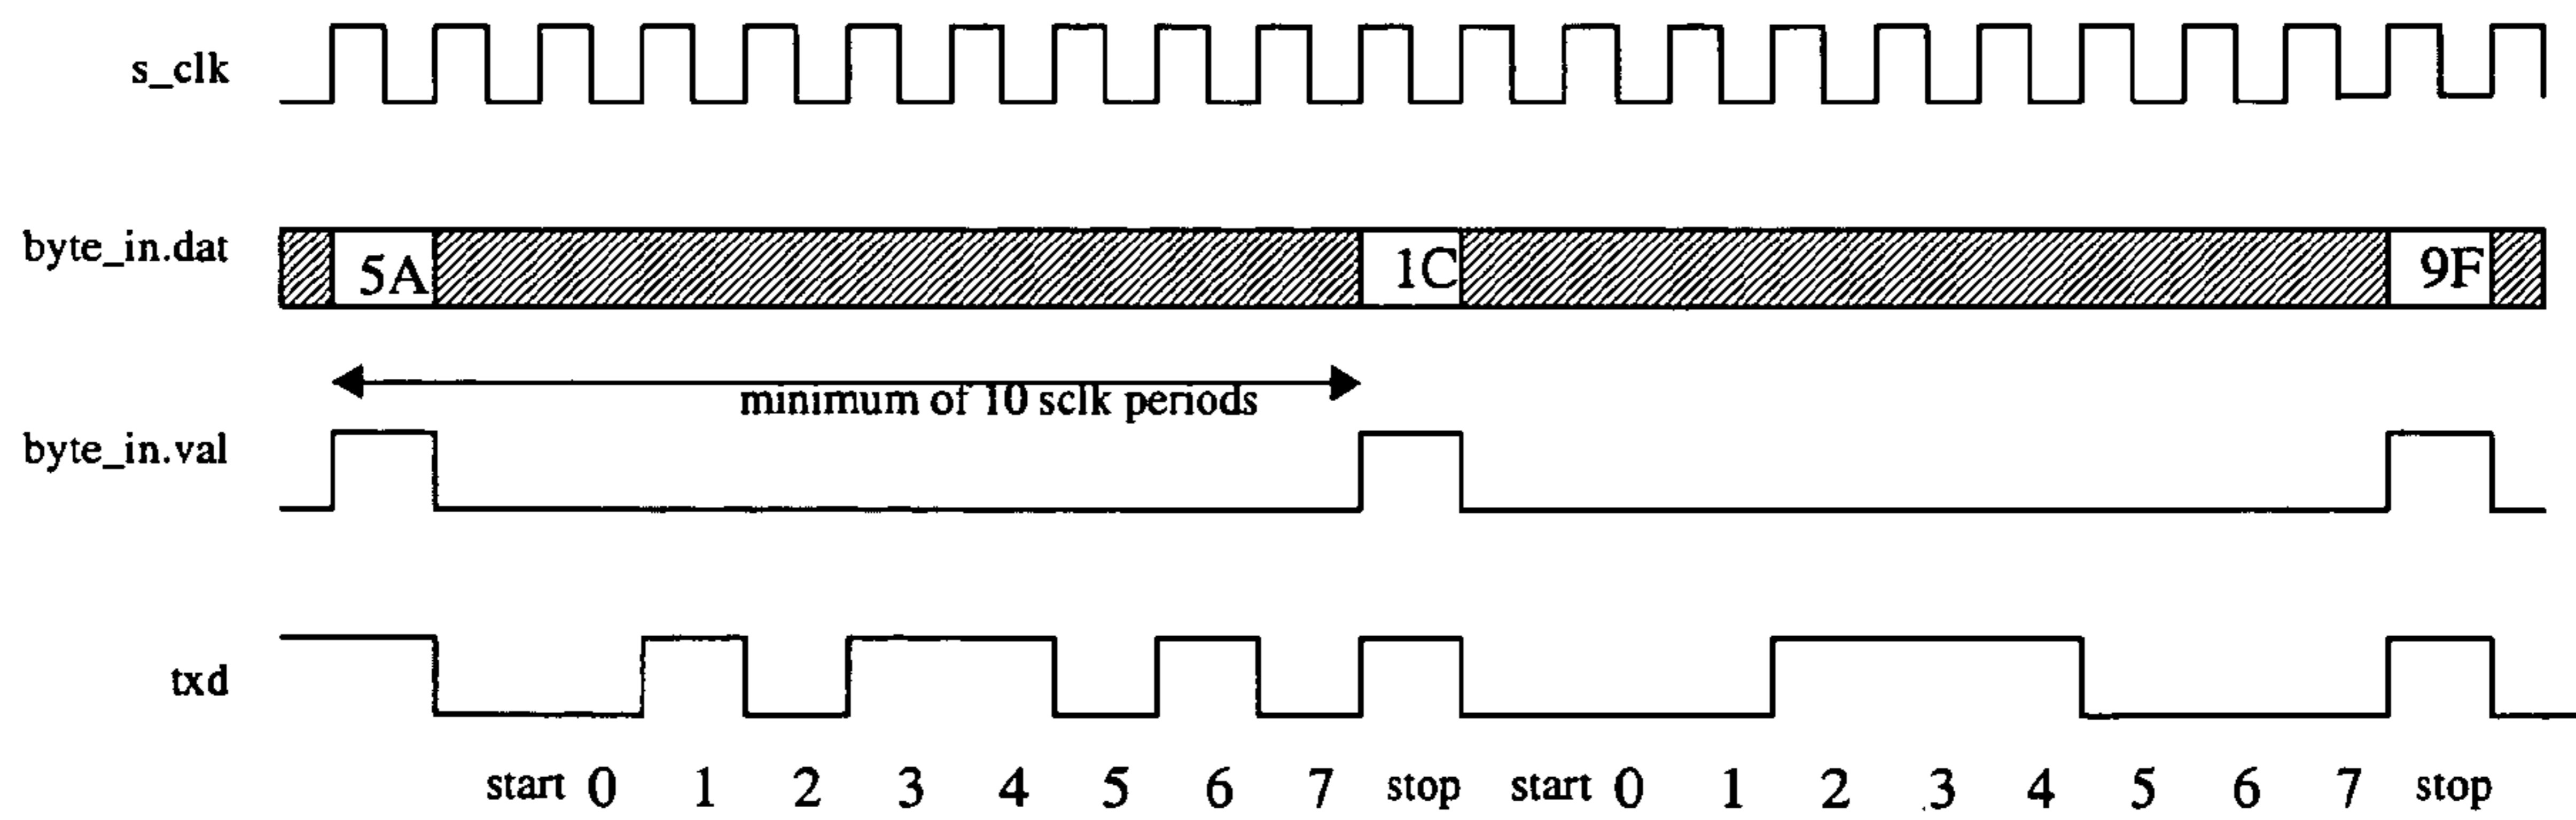 s_clk
byte_in.dat 5A 1C 9F
minimum of 10 sclk periods
byte_in.val
txd
start 0 1 2 3 4 5 6 7 stop start 0 1 2 3 4 5 6 7 stop